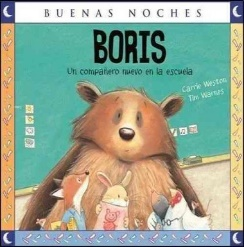 BUENAS NOCHES
BORIS
Un compañero nuevo en la escuela
Carrie Weston
Tim Warnes